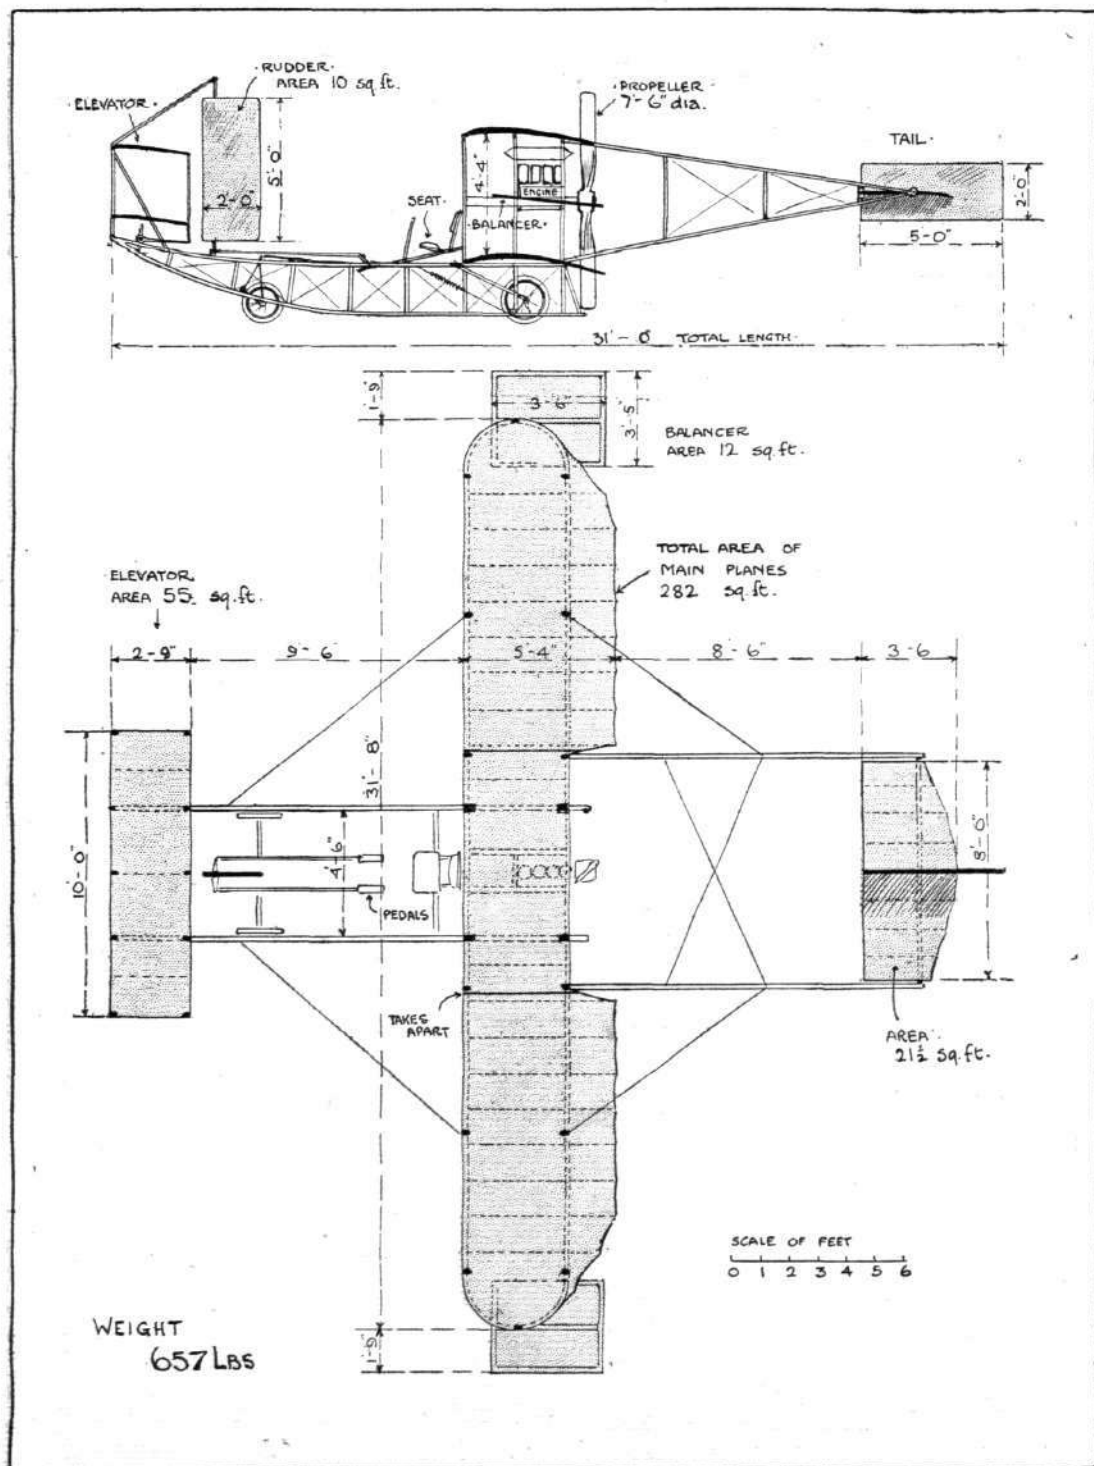 ·RUDDER·
AREA 10 sq.ft.
·ELEVATOR·
·PROPELLER·
7'-6" dia.
TAIL·
5'-0"
2'-0"
4'-4"
ENGINE
SEAT·
·BALANCER·
2'-0"
5-0"
31'-0" TOTAL LENGTH·
1'-9"
3'-6"
3'-5"
BALANCER
AREA 12 sq.ft.
TOTAL AREA OF
MAIN PLANES
282 sq.ft.
ELEVATOR
AREA 55 sq.ft.
2-9"
9-6"
5'-4"
8'-6"
3-6
31'-8"
10'-0"
4'-6"
PEDALS
8'-0"
TAKES
APART
AREA·
21½ sq.ft.
SCALE OF FEET
0 1 2 3 4 5 6
WEIGHT
657 LBS
1'-9"